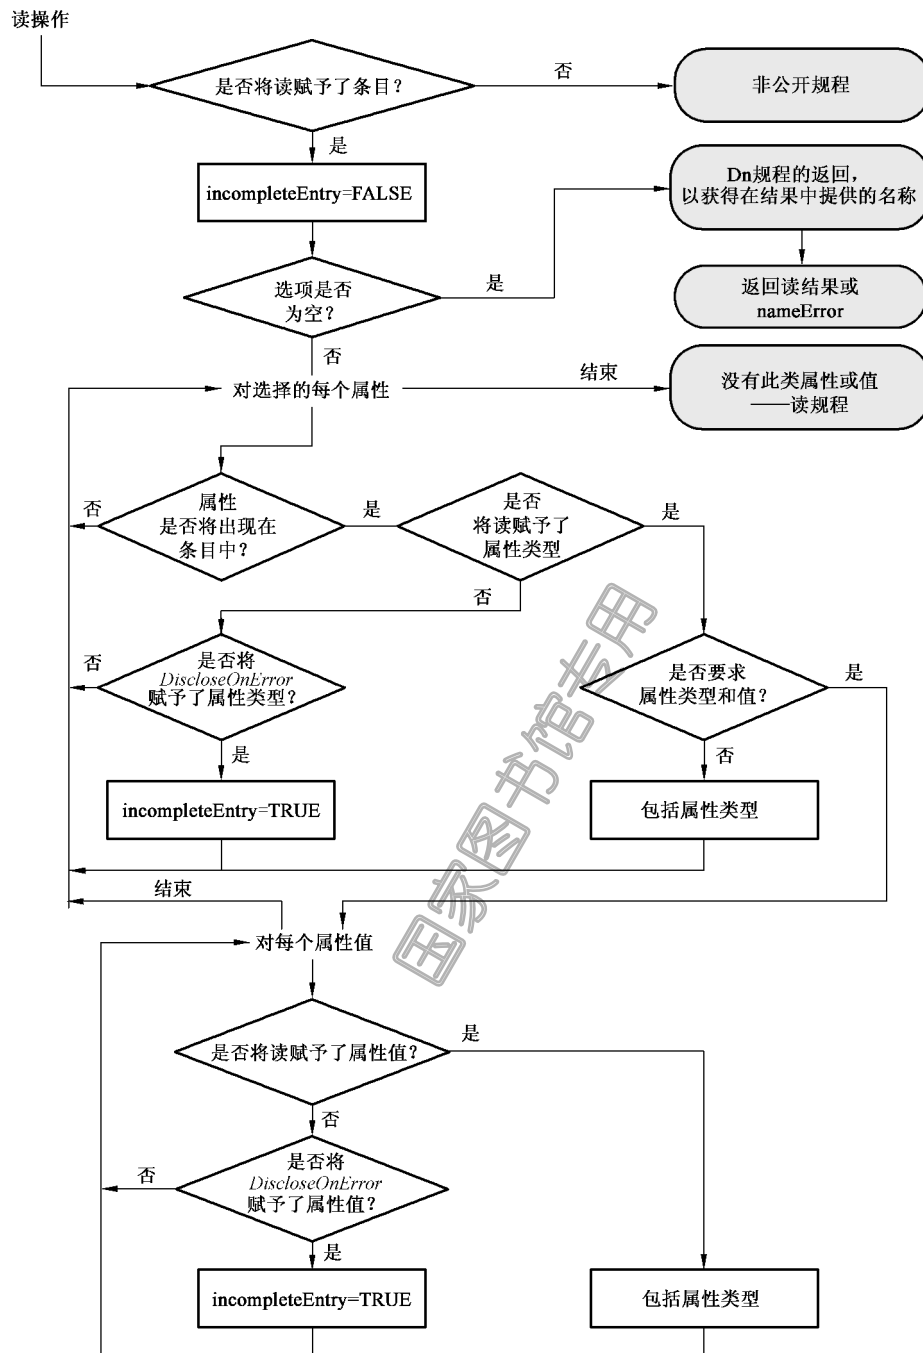 读操作
是否将读赋予了条目?
否
非公开规程
是
incompleteEntry=FALSE
Dn规程的返回,
以获得在结果中提供的名称
选项是否
为空?
是
返回读结果或
nameError
否
对选择的每个属性
结束
没有此类属性或值
——读规程
否
属性
是否将出现在
条目中?
是
是否
将读赋予了
属性类型
是
否
否
是否将
DiscloseOnError
赋予了属性类型?
是否要求
属性类型和值?
是
是
否
incompleteEntry=TRUE
包括属性类型
结束
对每个属性值
是否将读赋予了属性值?
是
否
否
是否将
DiscloseOnError
赋予了属性值?
是
incompleteEntry=TRUE
包括属性类型
国家图书馆专用